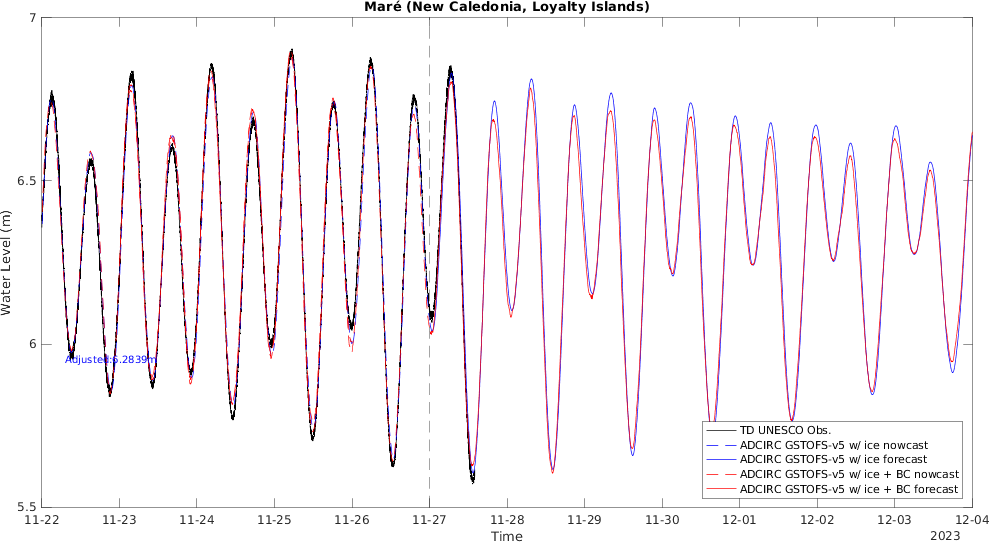 Maré (New Caledonia, Loyalty Islands)
7
6.5
6
5.5
Water Level (m)
Adjusted:6.2839m
TD UNESCO Obs.
ADCIRC GSTOFS-v5 w/ ice nowcast
ADCIRC GSTOFS-v5 w/ ice forecast
ADCIRC GSTOFS-v5 w/ ice + BC nowcast
ADCIRC GSTOFS-v5 w/ ice + BC forecast
11-22 11-23 11-24 11-25 11-26 11-27 11-28 11-29 11-30 12-01 12-02 12-03 12-04
Time
2023